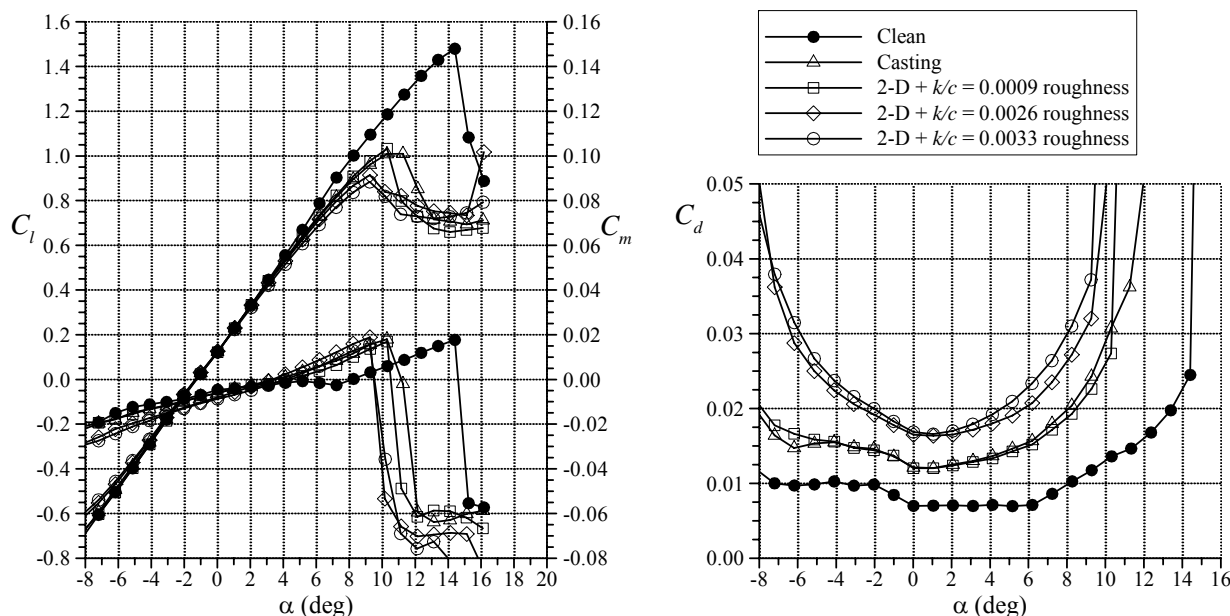 1.6
1.4
1.2
1.0
0.8
0.6
0.4
0.2
0.0
-0.2
-0.4
-0.6
-0.8
C_l
0.16
0.14
0.12
0.10
0.08
0.06
0.04
0.02
0.00
-0.02
-0.04
-0.06
-0.08
C_m
-8 -6 -4 -2 0 2 4 6 8 10 12 14 16 18 20
α (deg)
Clean
Casting
2-D + k/c = 0.0009 roughness
2-D + k/c = 0.0026 roughness
2-D + k/c = 0.0033 roughness
0.05
0.04
0.03
0.02
0.01
0.00
C_d
-8 -6 -4 -2 0 2 4 6 8 10 12 14 16
α (deg)